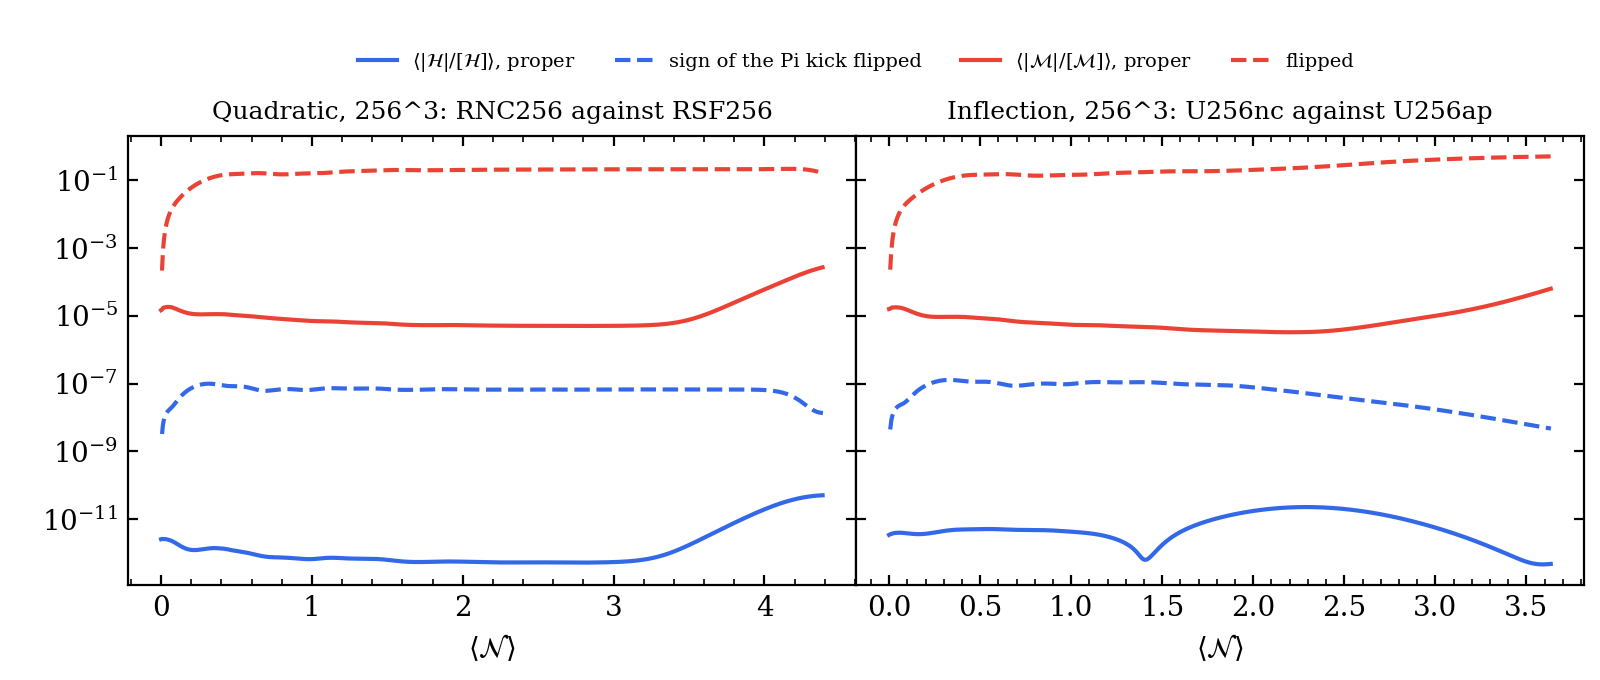 ⟨|ℋ|/[ℋ]⟩, proper sign of the Pi kick flipped ⟨|ℳ|/[ℳ]⟩, proper flipped
Quadratic, 256^3: RNC256 against RSF256
Inflection, 256^3: U256nc against U256ap
10⁻¹
10⁻³
10⁻⁵
10⁻⁷
10⁻⁹
10⁻¹¹
0 1 2 3 4
0.0 0.5 1.0 1.5 2.0 2.5 3.0 3.5
⟨𝒩⟩
⟨𝒩⟩